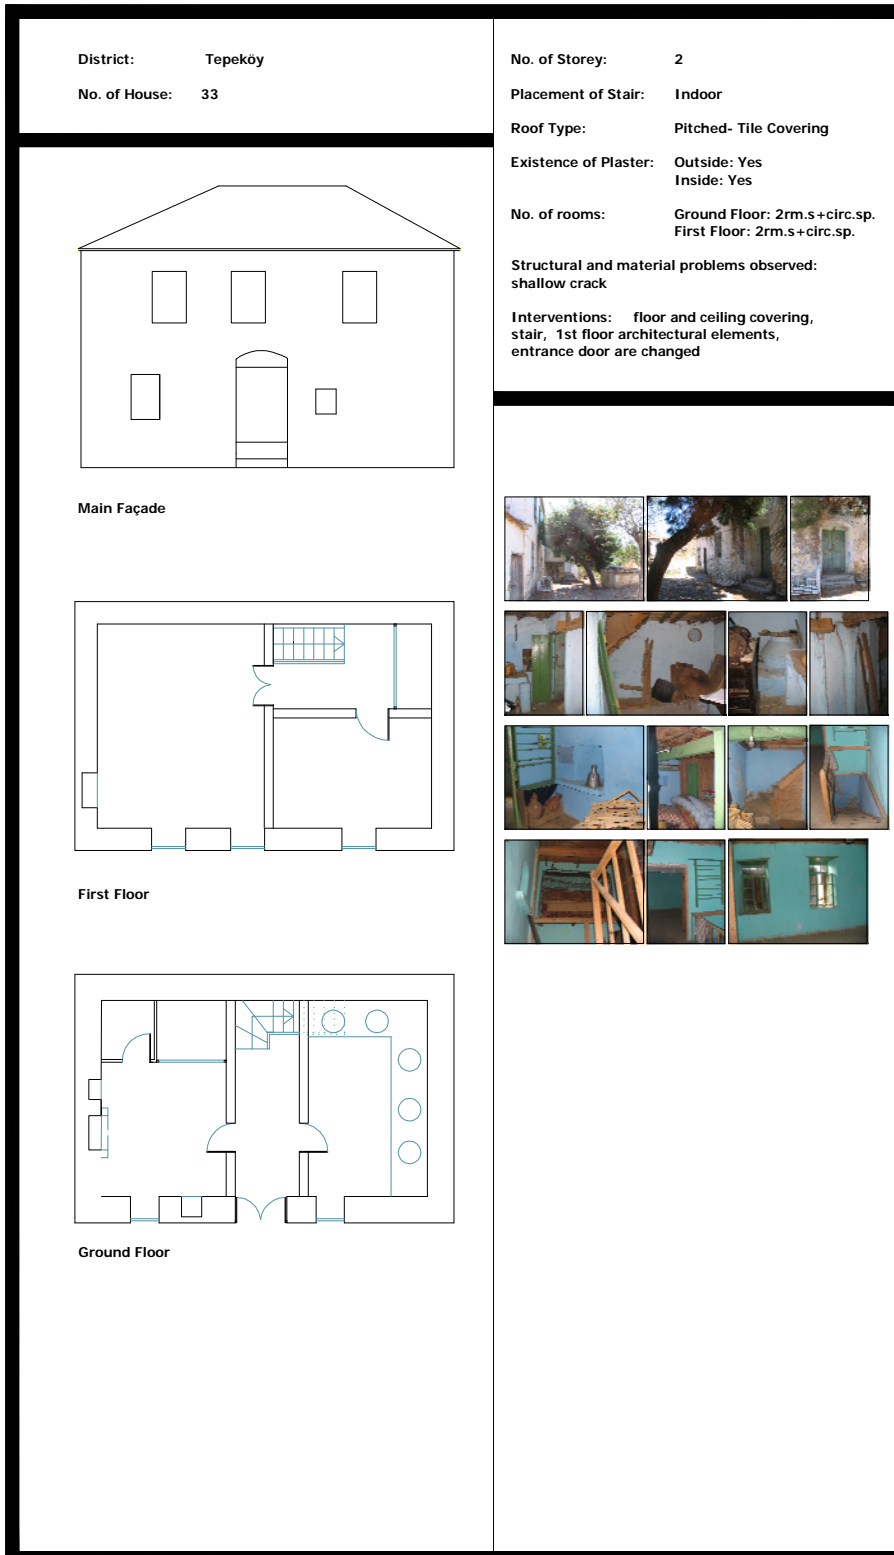 District: Tepeköy
No. of House: 33
Main Façade
First Floor
Ground Floor
No. of Storey: 2
Placement of Stair: Indoor
Roof Type: Pitched- Tile Covering
Existence of Plaster: Outside: Yes
Inside: Yes
No. of rooms: Ground Floor: 2rm.s+circ.sp.
First Floor: 2rm.s+circ.sp.
Structural and material problems observed:
shallow crack
Interventions: floor and ceiling covering,
stair, 1st floor architectural elements,
entrance door are changed